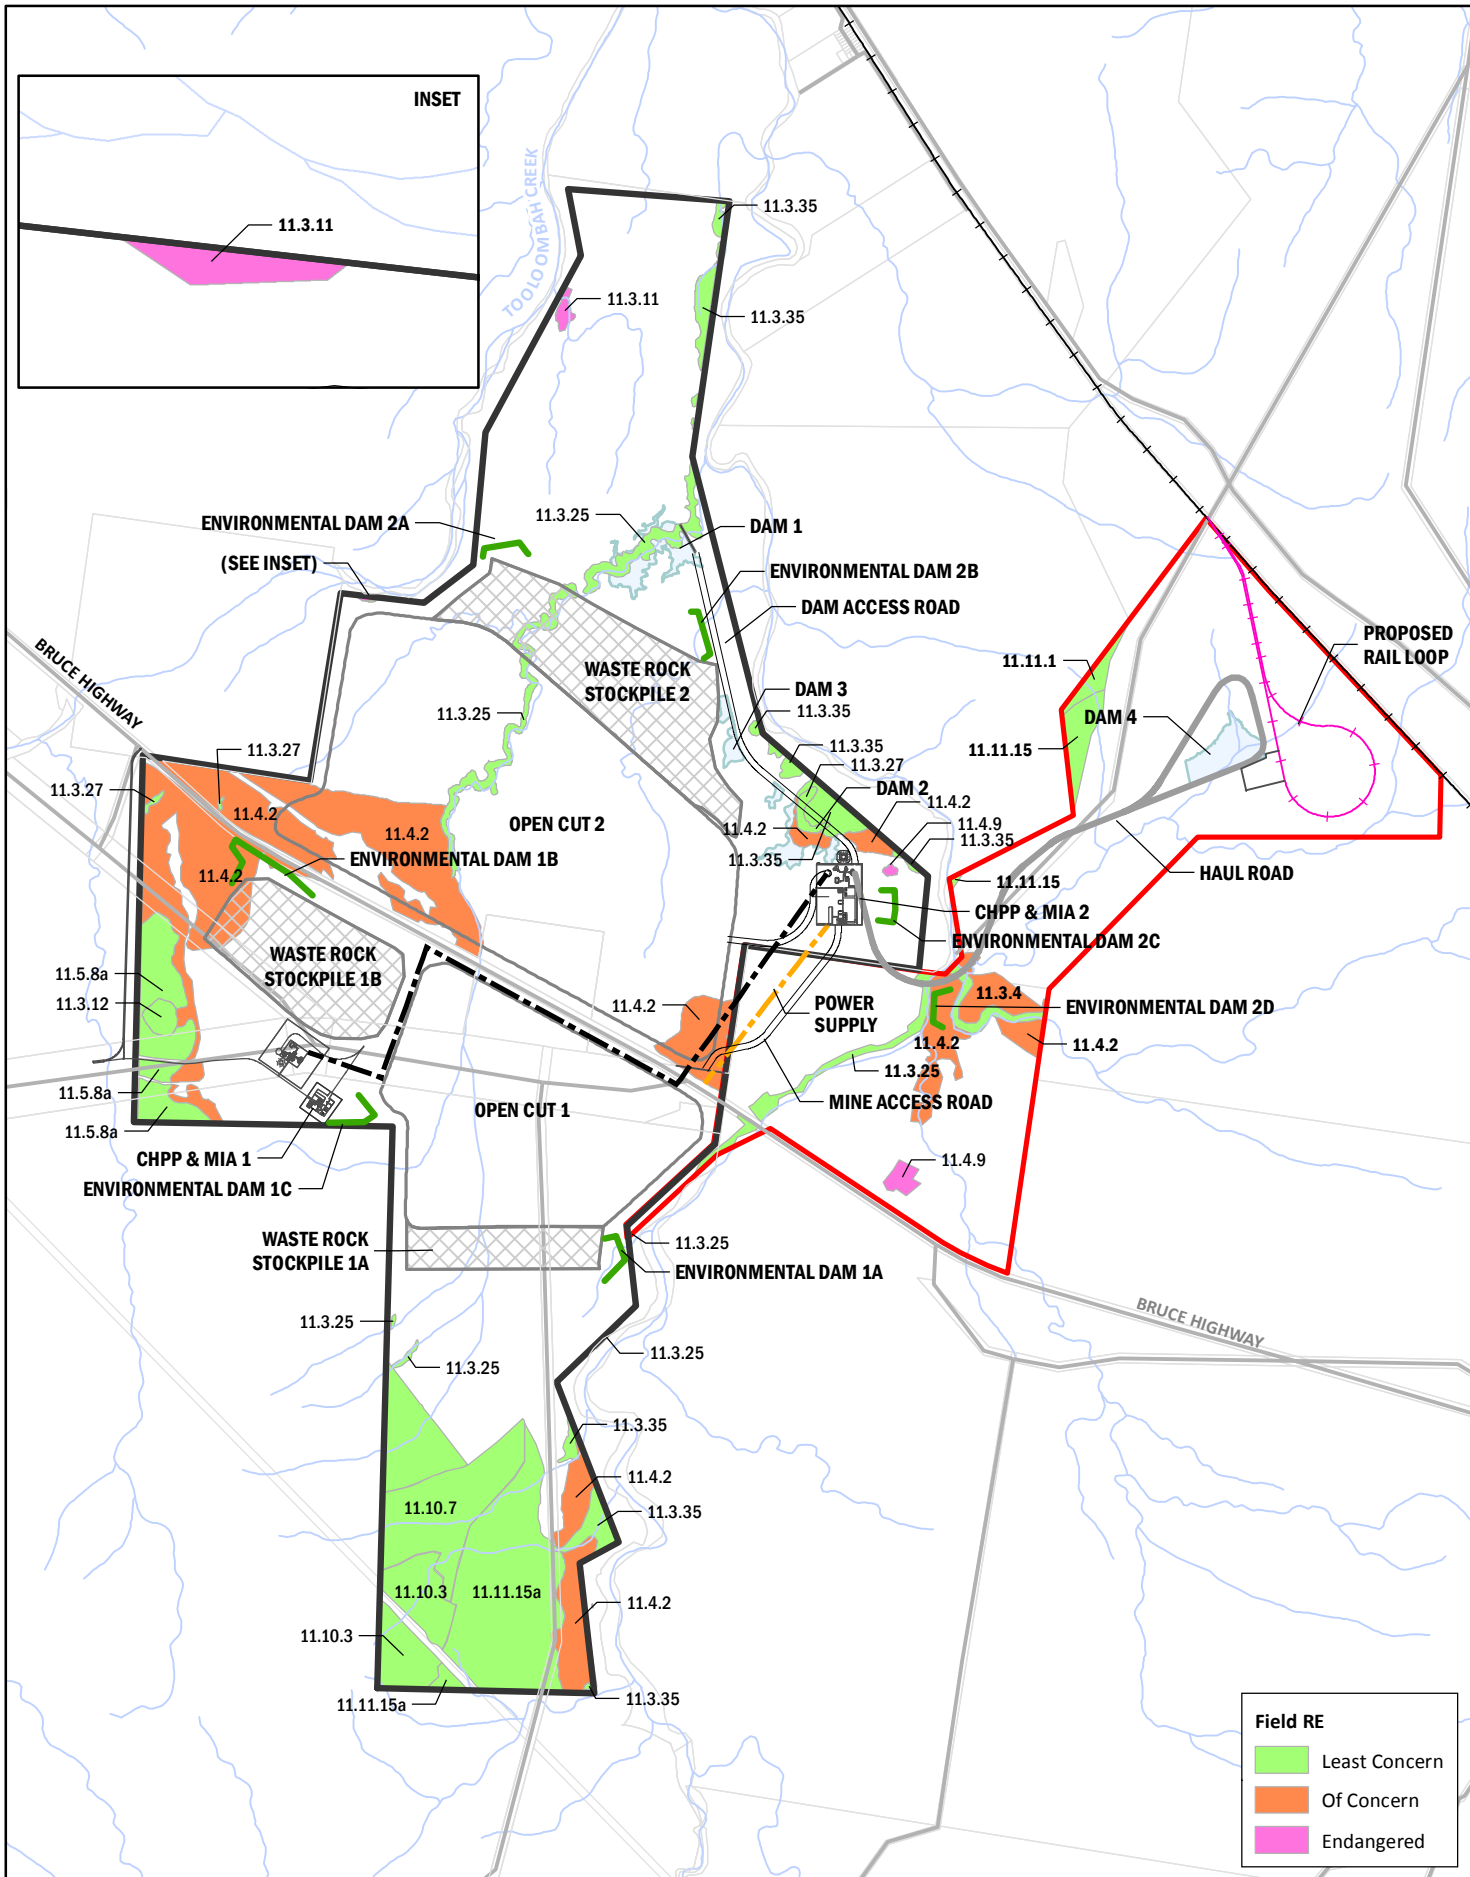 INSET
11.3.11
TOOLOOMBAH CREEK
11.3.35
11.3.11
11.3.35
ENVIRONMENTAL DAM 2A
11.3.25
DAM 1
(SEE INSET)
ENVIRONMENTAL DAM 2B
DAM ACCESS ROAD
BRUCE HIGHWAY
WASTE ROCK
STOCKPILE 2
11.11.1
PROPOSED
RAIL LOOP
11.3.25
DAM 3
11.3.35
DAM 4
11.3.27
11.3.35
11.11.15
11.3.27
11.3.27
DAM 2
11.4.2
11.4.2
11.4.2
OPEN CUT 2
11.4.2
11.4.9
11.3.35
ENVIRONMENTAL DAM 1B
11.3.35
11.4.2
11.11.15
HAUL ROAD
CHPP & MIA 2
WASTE ROCK
STOCKPILE 1B
ENVIRONMENTAL DAM 2C
11.5.8a
11.3.12
11.4.2
POWER
SUPPLY
11.3.4
ENVIRONMENTAL DAM 2D
11.4.2
11.4.2
11.5.8a
11.3.25
OPEN CUT 1
MINE ACCESS ROAD
11.5.8a
CHPP & MIA 1
11.4.9
ENVIRONMENTAL DAM 1C
WASTE ROCK
STOCKPILE 1A
11.3.25
ENVIRONMENTAL DAM 1A
BRUCE HIGHWAY
11.3.25
11.3.25
11.3.25
11.3.35
11.4.2
11.10.7
11.3.35
11.10.3
11.11.15a
11.4.2
11.10.3
11.11.15a
11.3.35
Field RE
Least Concern
Of Concern
Endangered